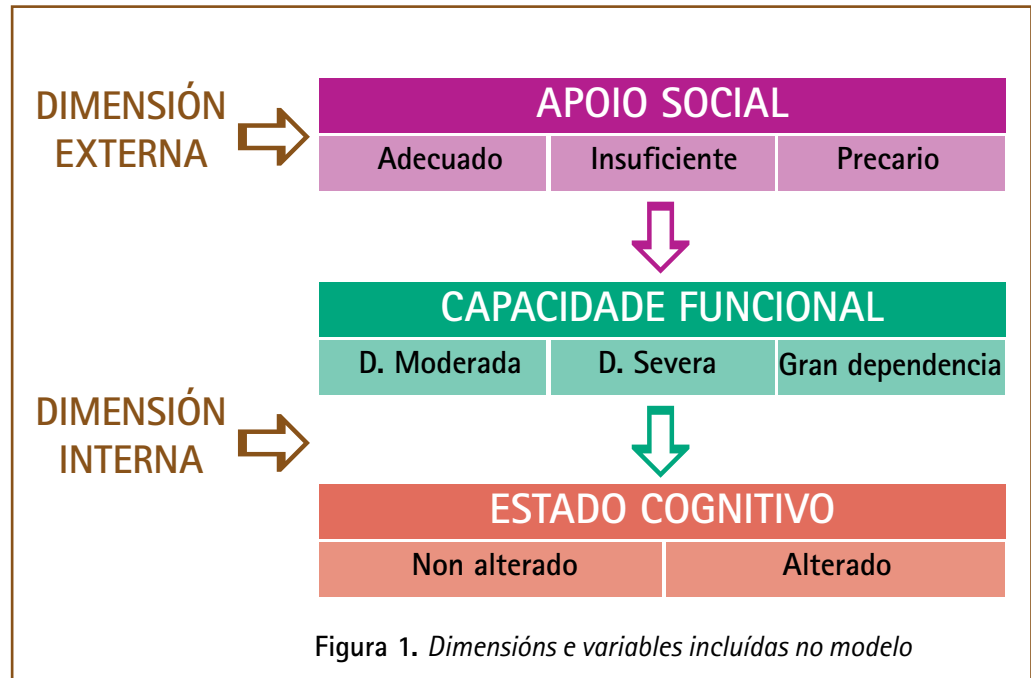 DIMENSIÓN
EXTERNA
APOIO SOCIAL
Adecuado
Insuficiente
Precario
CAPACIDADE FUNCIONAL
D. Moderada
D. Severa
Gran dependencia
DIMENSIÓN
INTERNA
ESTADO COGNITIVO
Non alterado
Alterado
Figura 1. Dimensións e variables incluídas no modelo